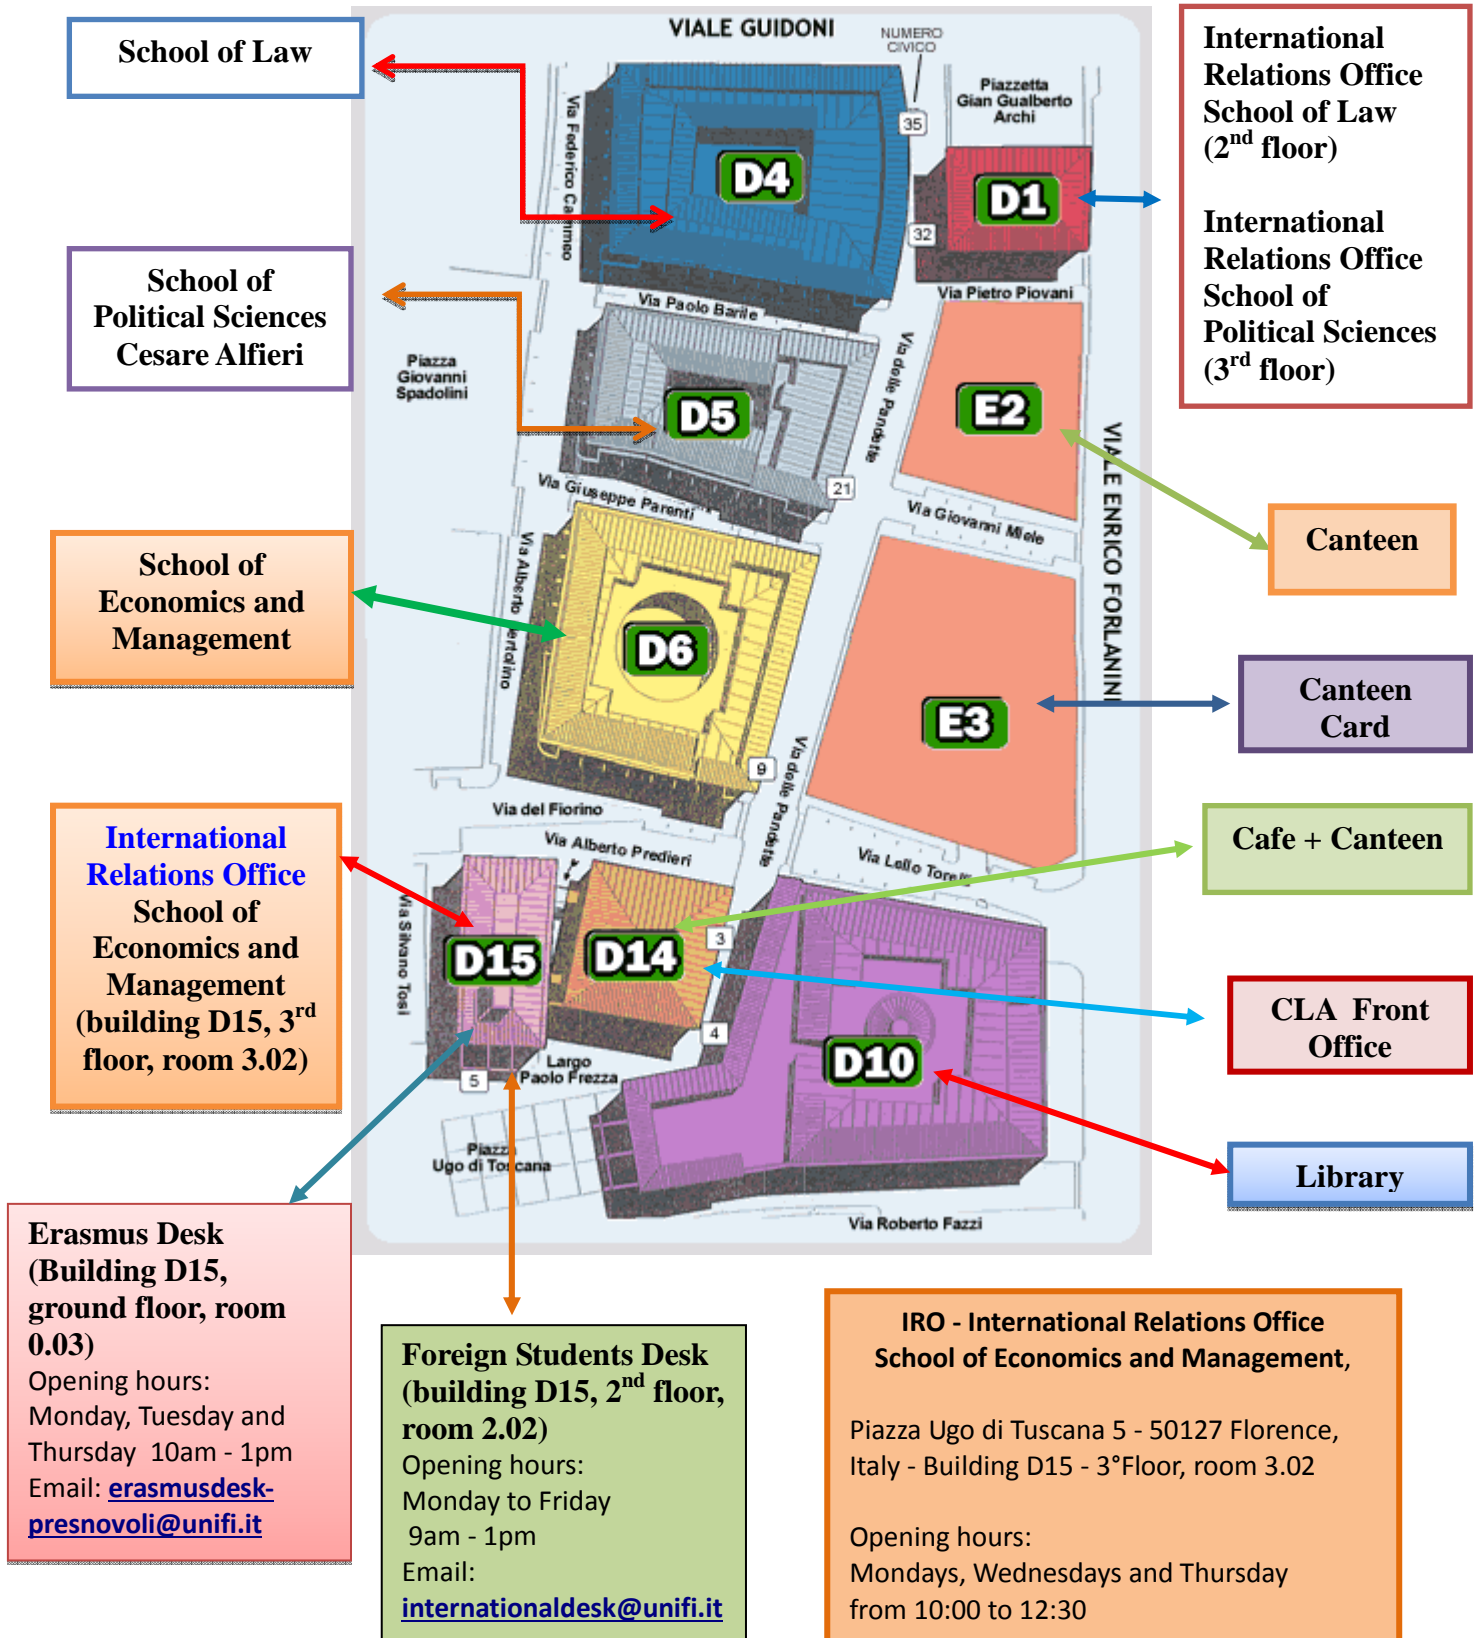 School of Law
VIALE GUIDONI
NUMERO
CIVICO
35
Piazzetta
Gian Gualberto
Archi
International
Relations Office
School of Law
(2nd floor)
International
Relations Office
School of
Political Sciences
(3rd floor)
Via Federico Cammeo
D4
D1
32
School of
Political Sciences
Cesare Alfieri
Via Paolo Barile
Via Pietro Piovani
Piazza
Giovanni
Spadolini
D5
Via delle Pandette
E2
VIALE ENRICO FORLANINI
21
Via Giuseppe Parenti
Via Giovanni Miele
Canteen
School of
Economics and
Management
Via Alberto Bertolino
D6
E3
Canteen
Card
9
Via delle Pandette
Via del Fiorino
Via Alberto Predieri
Via Lello Torelli
Cafe + Canteen
International
Relations Office
School of
Economics and
Management
(building D15, 3rd
floor, room 3.02)
Via Silvano Tosi
D15
D14
3
4
5
Largo
Paolo Frezza
D10
CLA Front
Office
Piazza
Ugo di Toscana
Library
Via Roberto Fazzi
Erasmus Desk
(Building D15,
ground floor, room
0.03)
Opening hours:
Monday, Tuesday and
Thursday 10am - 1pm
Email: erasmusdesk-
presnovoli@unifi.it
Foreign Students Desk
(building D15, 2nd floor,
room 2.02)
Opening hours:
Monday to Friday
9am - 1pm
Email:
internationaldesk@unifi.it
IRO - International Relations Office
School of Economics and Management,
Piazza Ugo di Tuscana 5 - 50127 Florence,
Italy - Building D15 - 3°Floor, room 3.02
Opening hours:
Mondays, Wednesdays and Thursday
from 10:00 to 12:30